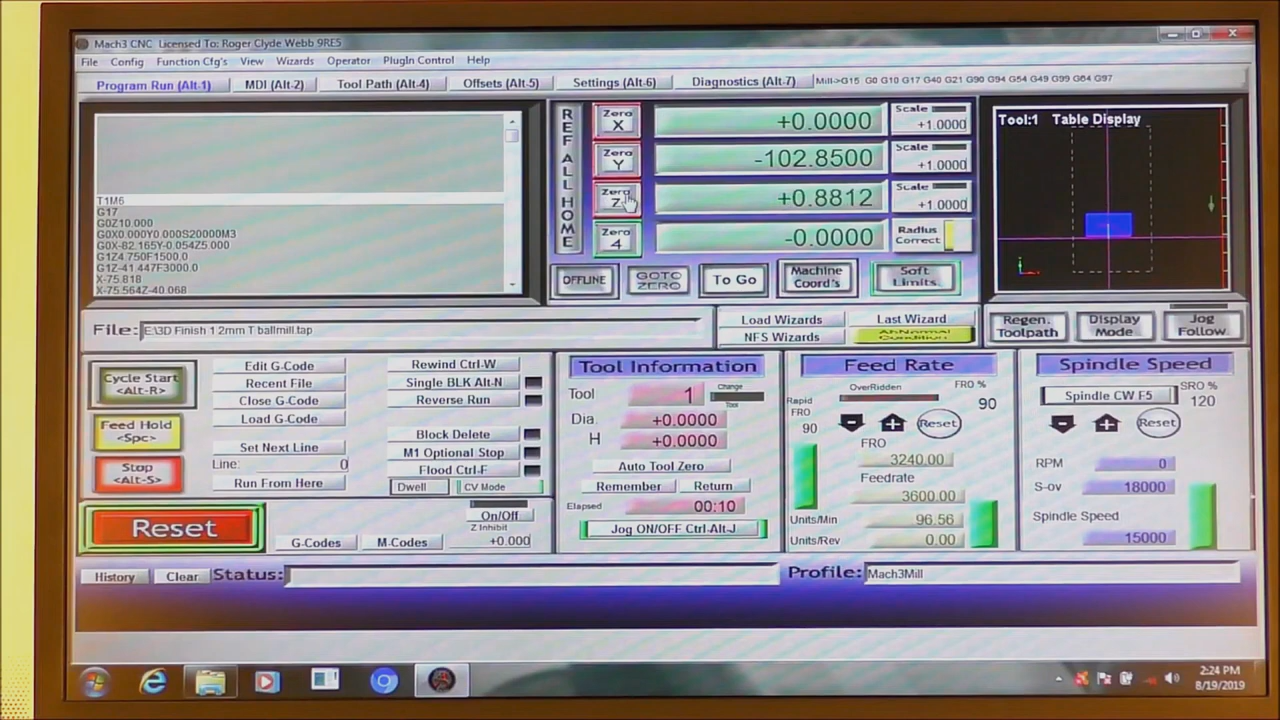 Mach3 CNC Licensed To: Roger Clyde Webb 9RE5
File Config Function Cfg's View Wizards Operator PlugIn Control Help
Program Run (Alt-1) MDI (Alt-2) Tool Path (Alt-4) Offsets (Alt-5) Settings (Alt-6) Diagnostics (Alt-7) Mill->G15 G0 G10 G17 G40 G21 G90 G94 G54 G49 G99 G64 G97
T1M6
G17
G0Z10.000
G0X0.000Y0.000S20000M3
G0X-82.165Y-0.054Z5.000
G1Z4.750F1500.0
G1Z-41.447F3000.0
X-75.818
X-75.564Z-40.068
REF ALL HOME
Zero X +0.0000 Scale +1.0000
Zero Y -102.8500 Scale +1.0000
Zero Z +0.8812 Scale +1.0000
Zero 4 -0.0000 Radius Correct
OFFLINE GOTO ZERO To Go Machine Coord's Soft Limits
Tool:1 Table Display
File: E:\3D Finish 1 2mm T ballmill.tap
Load Wizards Last Wizard
NFS Wizards AbNormal Condition
Regen. Toolpath Display Mode Jog Follow
Cycle Start <Alt-R>
Feed Hold <Spc>
Stop <Alt-S>
Reset
Edit G-Code
Recent File
Close G-Code
Load G-Code
Set Next Line
Line: 0
Run From Here
Rewind Ctrl-W
Single BLK Alt-N
Reverse Run
Block Delete
M1 Optional Stop
Flood Ctrl-F
Dwell CV Mode
G-Codes M-Codes
On/Off
Z Inhibit
+0.000
Tool Information
Tool 1 Change Tool
Dia. +0.0000
H +0.0000
Auto Tool Zero
Remember Return
Elapsed 00:10
Jog ON/OFF Ctrl-Alt-J
Feed Rate
OverRidden FRO %
Rapid FRO 90
90
Reset
FRO
3240.00
Feedrate
3600.00
Units/Min 96.56
Units/Rev 0.00
Spindle Speed
Spindle CW F5 SRO % 120
Reset
RPM 0
S-ov 18000
Spindle Speed
15000
History Clear Status: Profile: Mach3Mill
2:24 PM
8/19/2019